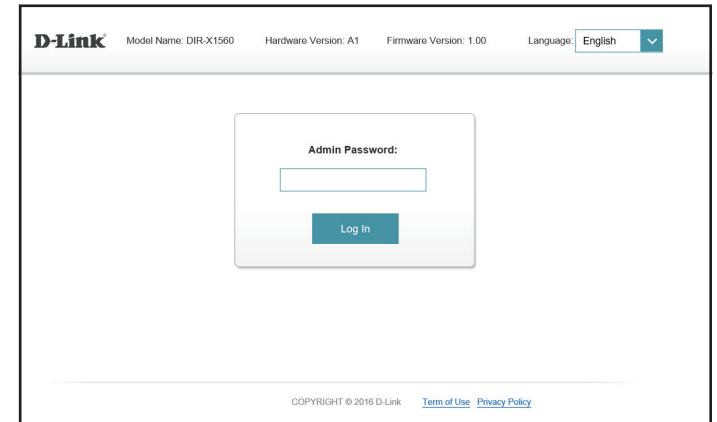 D-Link Model Name: DIR-X1560 Hardware Version: A1 Firmware Version: 1.00 Language: English
Admin Password:
Log In
COPYRIGHT © 2016 D-Link Term of Use Privacy Policy